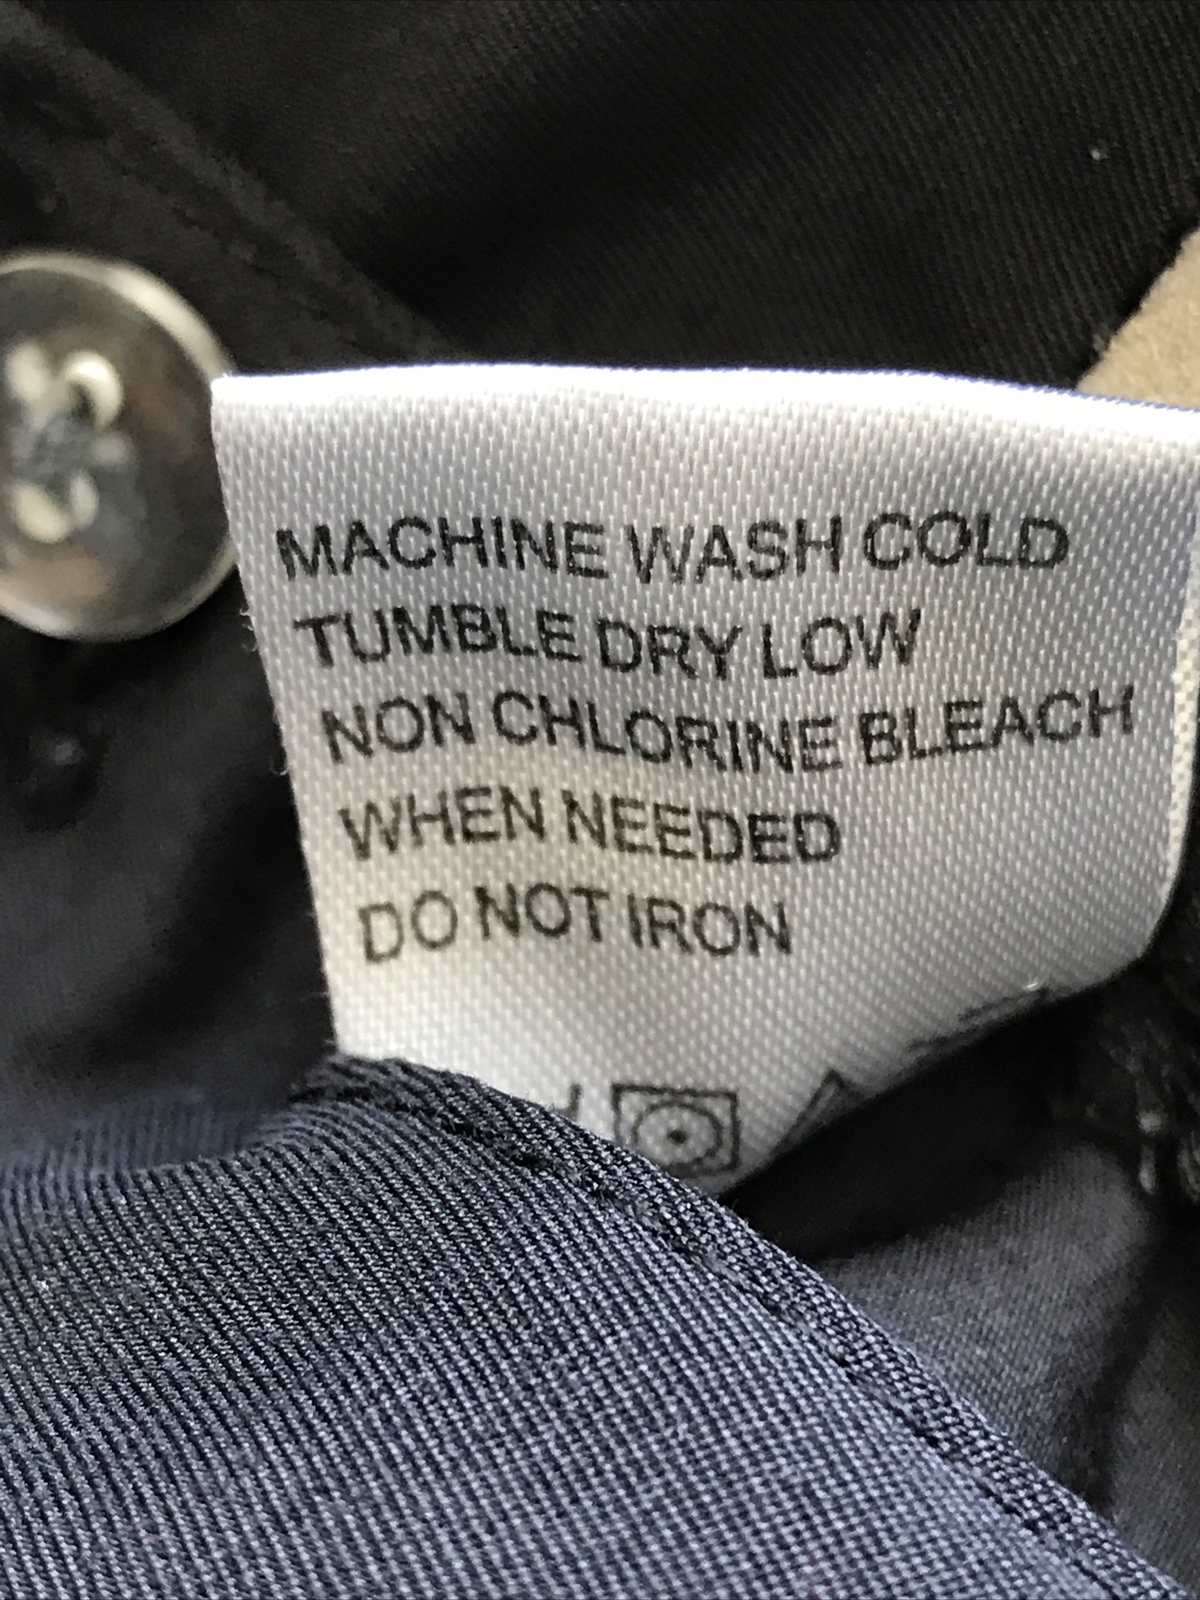 MACHINE WASH COLD
TUMBLE DRY LOW
NON CHLORINE BLEACH
WHEN NEEDED
DO NOT IRON